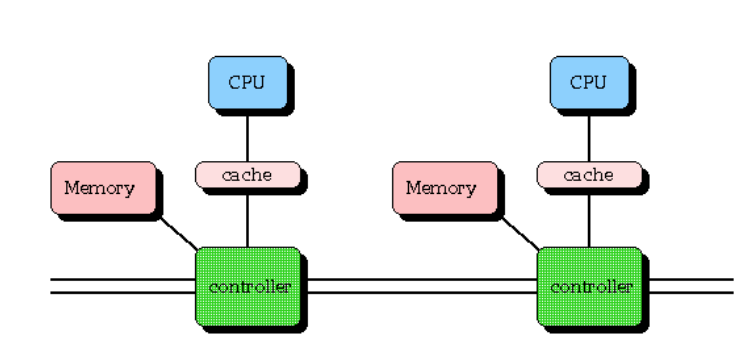 CPU
CPU
cache
cache
Memory
Memory
controller
controller